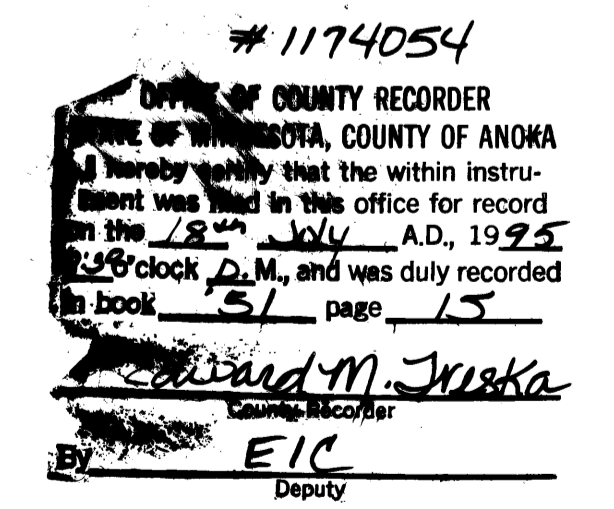 # 1174054
OFFICE OF COUNTY RECORDER
STATE OF MINNESOTA, COUNTY OF ANOKA
I hereby certify that the within instru-
ment was filed in this office for record
on the 18th July A.D., 1995
o'clock M., and was duly recorded
in book 51 page 15
Edward M. Treska
County Recorder
By EIC
Deputy